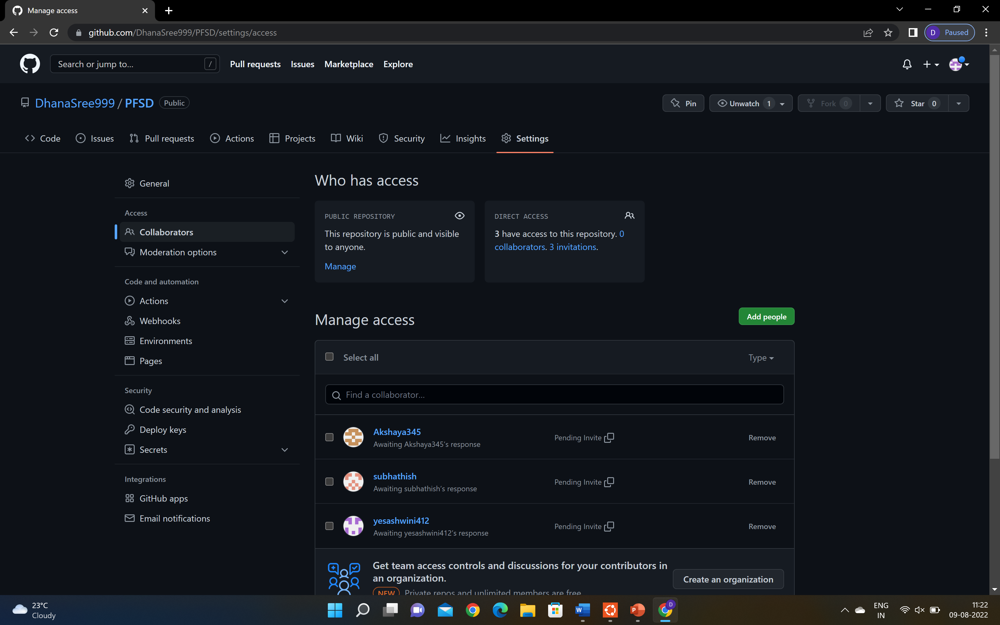 Manage access
github.com/DhanaSree999/PFSD/settings/access
D Paused
Search or jump to... /
Pull requests Issues Marketplace Explore
DhanaSree999 / PFSD Public
Pin Unwatch 1 Fork 0 Star 0
Code Issues Pull requests Actions Projects Wiki Security Insights Settings
General
Access
Collaborators
Moderation options
Code and automation
Actions
Webhooks
Environments
Pages
Security
Code security and analysis
Deploy keys
Secrets
Integrations
GitHub apps
Email notifications
Who has access
PUBLIC REPOSITORY
This repository is public and visible
to anyone.
Manage
DIRECT ACCESS
3 have access to this repository. 0
collaborators. 3 invitations.
Manage access
Add people
Select all Type
Find a collaborator...
Akshaya345
Awaiting Akshaya345's response
Pending Invite Remove
subhathish
Awaiting subhathish's response
Pending Invite Remove
yesashwini412
Awaiting yesashwini412's response
Pending Invite Remove
Get team access controls and discussions for your contributors in
an organization.
NEW Private repos and unlimited members are free
Create an organization
23°C
Cloudy
W
P
D
ENG
IN
11:22
09-08-2022